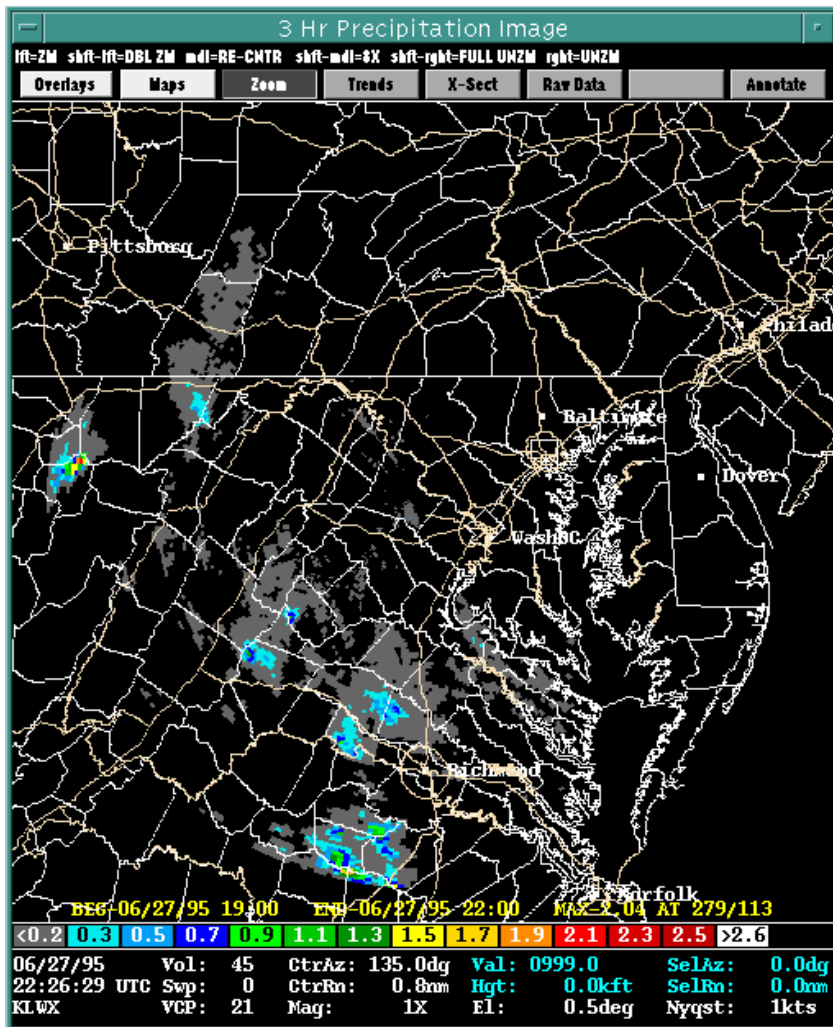 3 Hr Precipitation Image
lft=ZM shft-lft=DBL ZM mdl=RE-CNTR shft-mdl=8X shft-rght=FULL UNZM rght=UNZM
Overlays Maps Zoom Trends X-Sect Raw Data Annotate
Pittsburg
Philad
Baltimore
Dover
WashDC
Richmond
Norfolk
BEG-06/27/95 19:00 END-06/27/95 22:00 MAX-2.04 AT 279/113
<0.2 0.3 0.5 0.7 0.9 1.1 1.3 1.5 1.7 1.9 2.1 2.3 2.5 >2.6
06/27/95 Vol: 45 CtrAz: 135.0dg Val: 0999.0 SelAz: 0.0dg
22:26:29 UTC Swp: 0 CtrRn: 0.8nm Hgt: 0.0kft SelRn: 0.0nm
KLWX VCP: 21 Mag: 1X El: 0.5deg Nyqst: 1kts